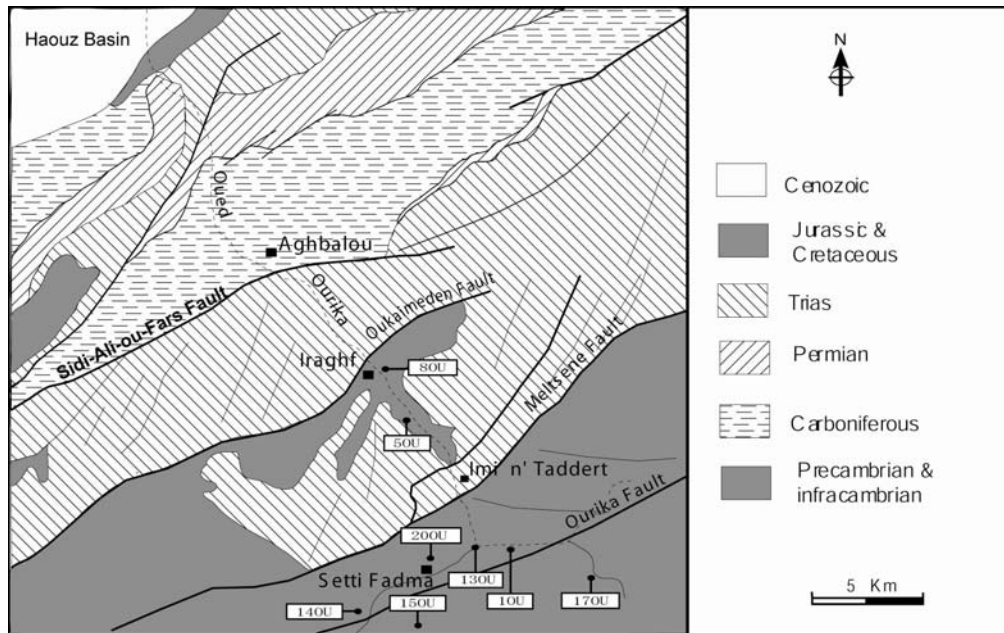 Haouz Basin
Oued
Aghbalou
Ourika
Sidi-Ali-ou-Fars Fault
Oukaimeden Fault
Iraghf
80U
Meltsene Fault
50U
Imi n' Taddert
Ourika Fault
200U
Setti Fadma
130U
10U
170U
140U
150U
N
Cenozoic
Jurassic &
Cretaceous
Trias
Permian
Carboniferous
Precambrian &
infracambrian
5 Km